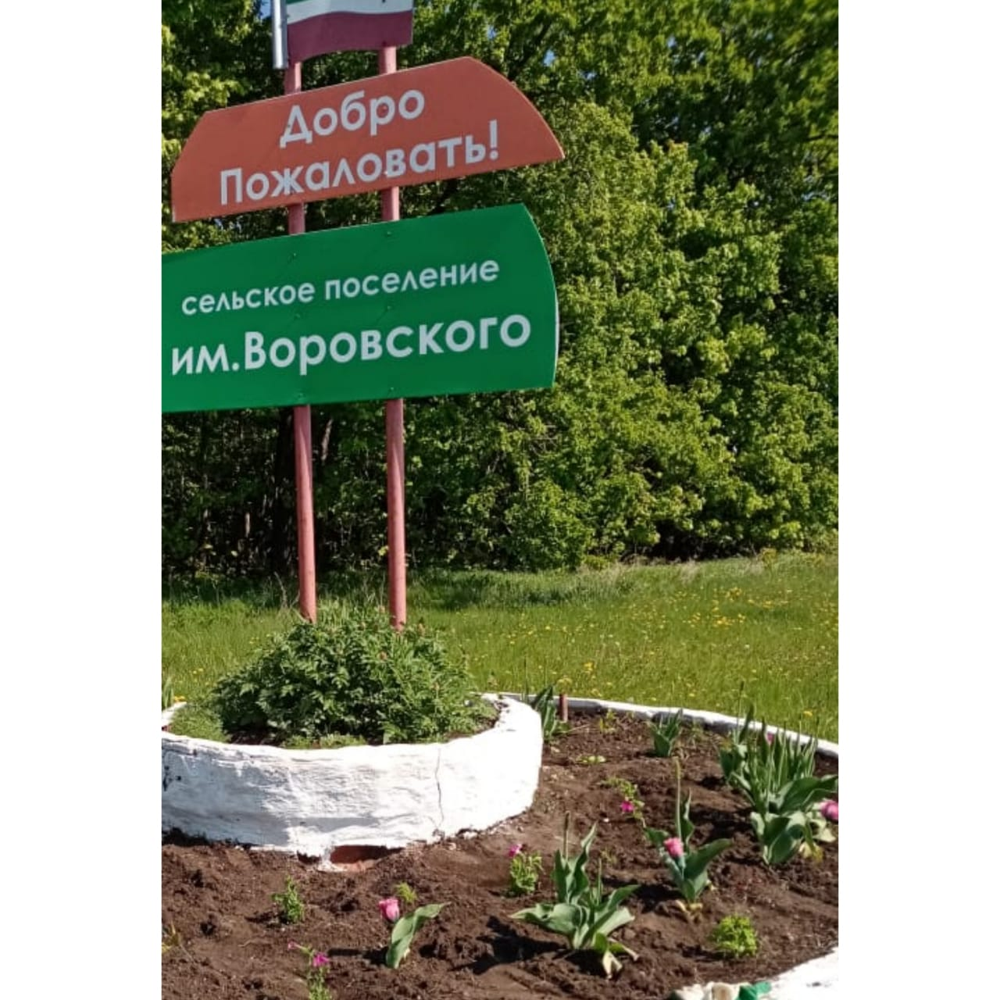 Добро
Пожаловать!
сельское поселение
им.Воровского